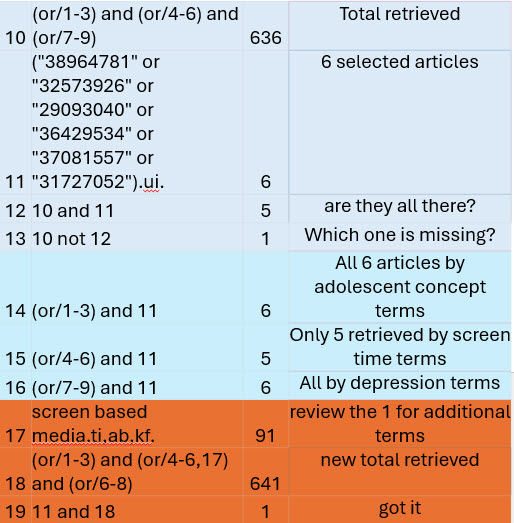 (or/1-3) and (or/4-6) and Total retrieved
10 (or/7-9) 636
("38964781" or 6 selected articles
"32573926" or
"29093040" or
"36429534" or
"37081557" or
11 "31727052").ui. 6
12 10 and 11 5 are they all there?
13 10 not 12 1 Which one is missing?
All 6 articles by
adolescent concept
14 (or/1-3) and 11 6 terms
Only 5 retrieved by screen
15 (or/4-6) and 11 5 time terms
16 (or/7-9) and 11 6 All by depression terms
screen based review the 1 for additional
17 media.ti,ab,kf. 91 terms
(or/1-3) and (or/4-6,17) new total retrieved
18 and (or/6-8) 641
19 11 and 18 1 got it